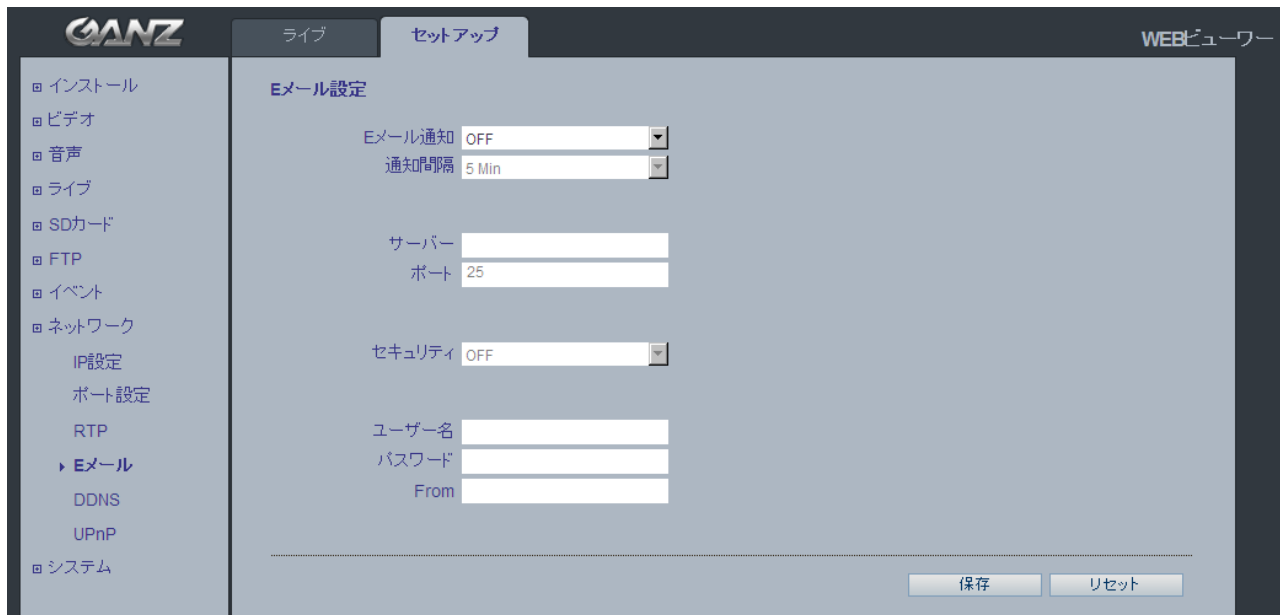 GANZ
ライブ
セットアップ
WEBビューワー
インストール
ビデオ
音声
ライブ
SDカード
FTP
イベント
ネットワーク
IP設定
ポート設定
RTP
Eメール
DDNS
UPnP
システム
Eメール設定
Eメール通知 OFF
通知間隔 5 Min
サーバー
ポート 25
セキュリティ OFF
ユーザー名
パスワード
From
保存 リセット